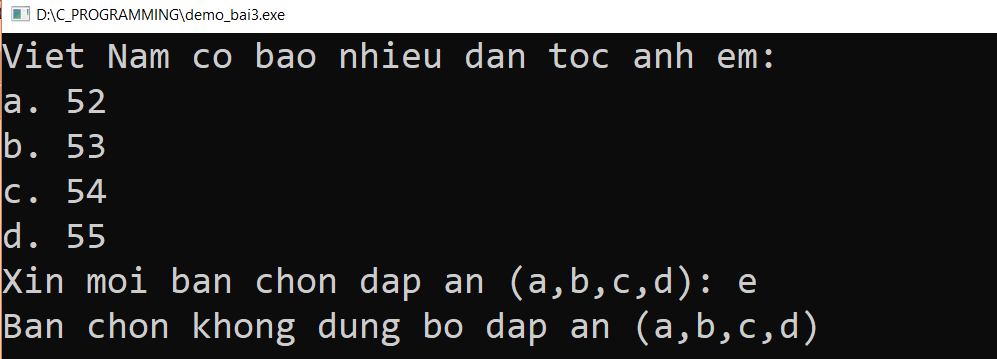 D:\C_PROGRAMMING\demo_bai3.exe
Viet Nam co bao nhieu dan toc anh em:
a. 52
b. 53
c. 54
d. 55
Xin moi ban chon dap an (a,b,c,d): e
Ban chon khong dung bo dap an (a,b,c,d)